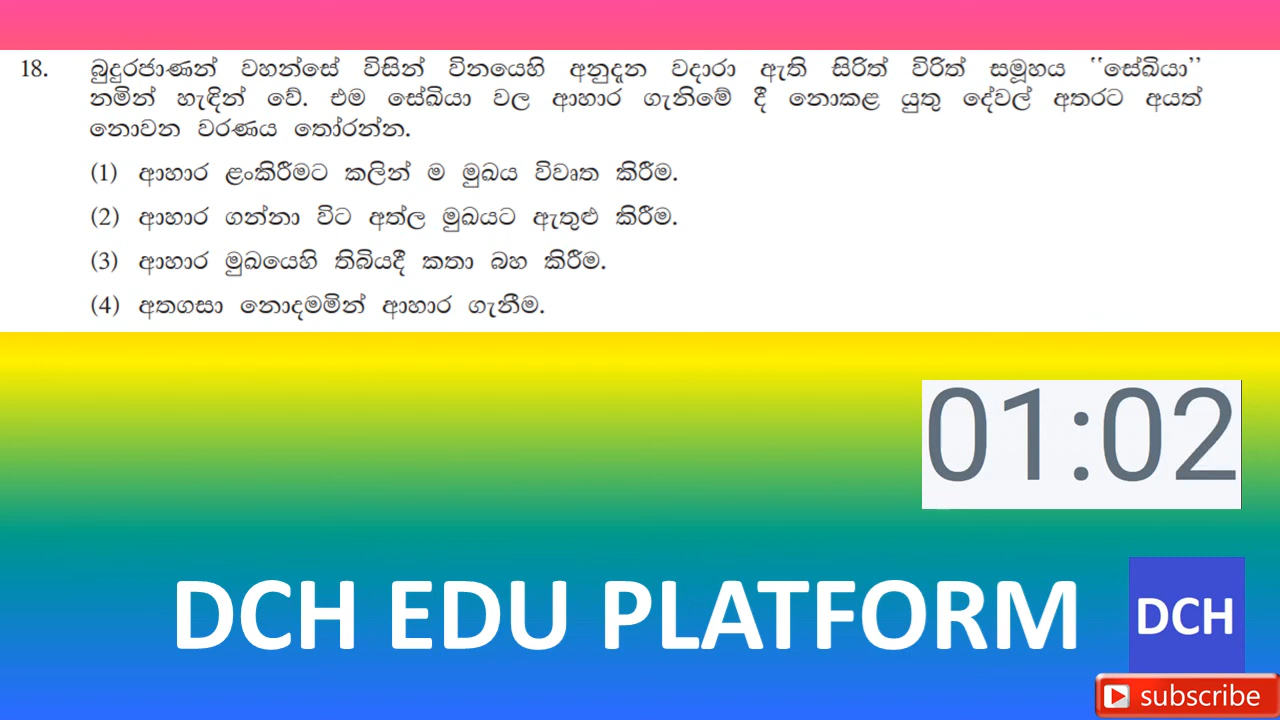 18. බුදුරජාණන් වහන්සේ විසින් විනයෙහි අනුදැන වදාරා ඇති සිරිත් විරිත් සමූහය ‘‘සේඛියා’’
නමින් හැඳින් වේ. එම සේඛියා වල ආහාර ගැනිමේ දී නොකළ යුතු දේවල් අතරට අයත්
නොවන වරණය තෝරන්න.
(1) ආහාර ළංකිරීමට කලින් ම මුඛය විවෘත කිරීම.
(2) ආහාර ගන්නා විට අත්ල මුඛයට ඇතුළු කිරීම.
(3) ආහාර මුඛයෙහි තිබියදී කතා බහ කිරීම.
(4) අතගසා නොදමමින් ආහාර ගැනීම.
01:02
DCH EDU PLATFORM
DCH
subscribe